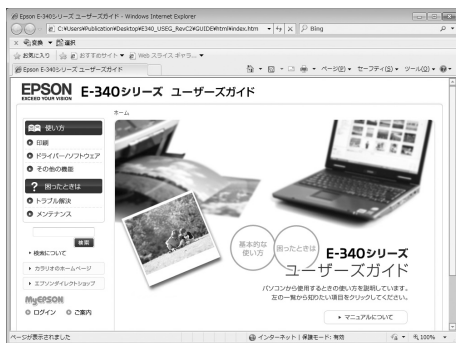 Epson E-340シリーズ ユーザーズガイド - Windows Internet Explorer
C:¥Users¥Publication¥Desktop¥E340_USEG_RevC2¥GUIDE¥html¥index.htm
Bing
変換 選択
お気に入り おすすめサイト Web スライス ギャラ...
Epson E-340シリーズ ユーザーズガイド
ページ(P) セーフティ(S) ツール(O)
EPSON
EXCEED YOUR VISION
E-340シリーズ ユーザーズガイド
ホーム
使い方
印刷
ドライバー/ソフトウェア
その他の機能
困ったときは
トラブル解決
メンテナンス
検索
検索について
カラリオのホームページ
エプソンダイレクトショップ
MyEPSON
ログイン ご案内
基本的な
使い方
困ったときは
E-340シリーズ
ユーザーズガイド
パソコンから使用するときの使い方を説明しています。
左の一覧から知りたい項目をクリックしてください。
マニュアルについて
ページが表示されました
インターネット | 保護モード: 有効
100%